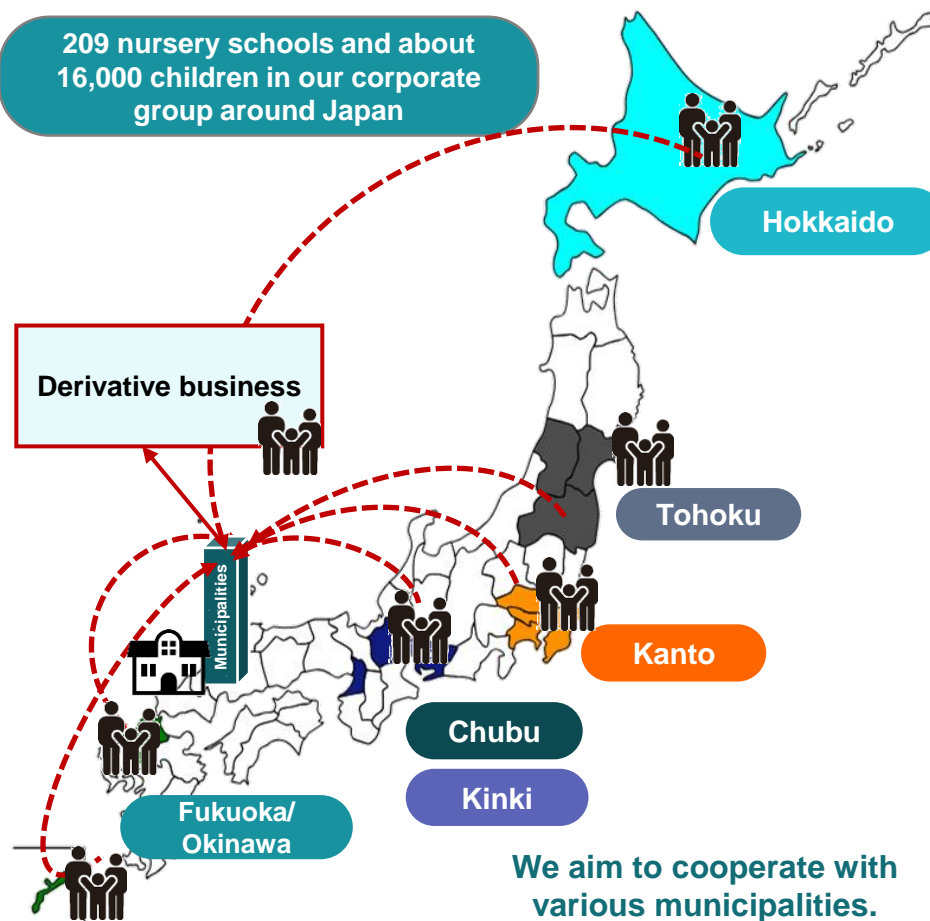 209 nursery schools and about
16,000 children in our corporate
group around Japan
Hokkaido
Derivative business
Tohoku
Municipalities
Kanto
Chubu
Kinki
Fukuoka/
Okinawa
We aim to cooperate with
various municipalities.